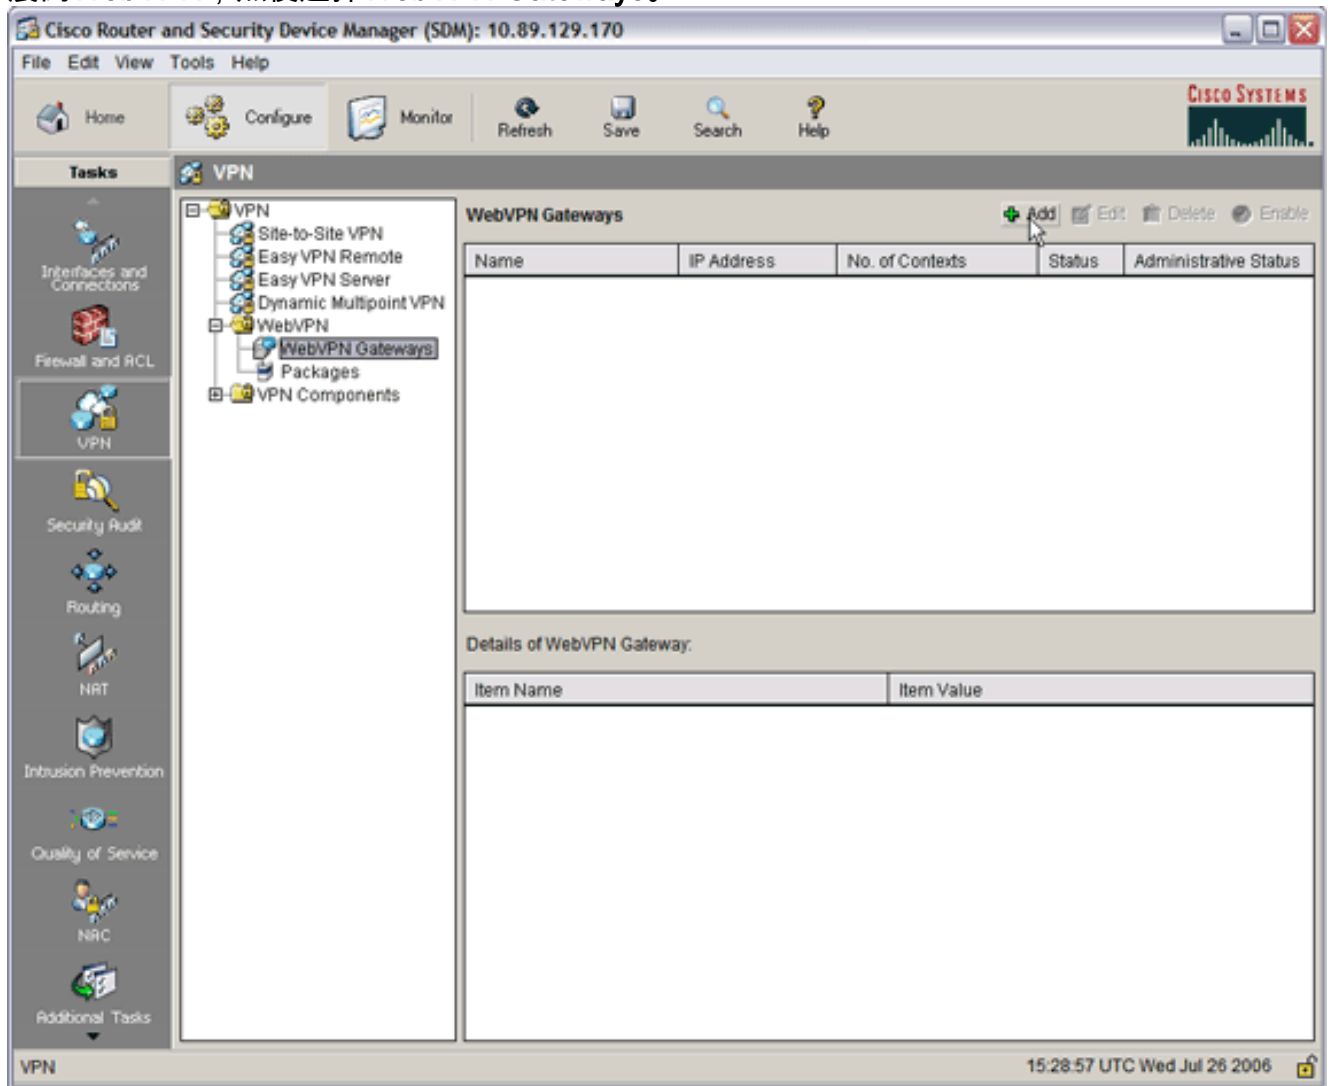 Cisco Router and Security Device Manager (SDM): 10.89.129.170
File Edit View Tools Help
Home Configure Monitor Refresh Save Search Help
CISCO SYSTEMS
Tasks
VPN
Interfaces and
Connections
Firewall and ACL
VPN
Security Audit
Routing
NAT
Intrusion Prevention
Quality of Service
NAC
Additional Tasks
VPN
Site-to-Site VPN
Easy VPN Remote
Easy VPN Server
Dynamic Multipoint VPN
WebVPN
WebVPN Gateways
Packages
VPN Components
WebVPN Gateways
Add Edit Delete Enable
Name IP Address No. of Contexts Status Administrative Status
Details of WebVPN Gateway:
Item Name Item Value
VPN
15:28:57 UTC Wed Jul 26 2006